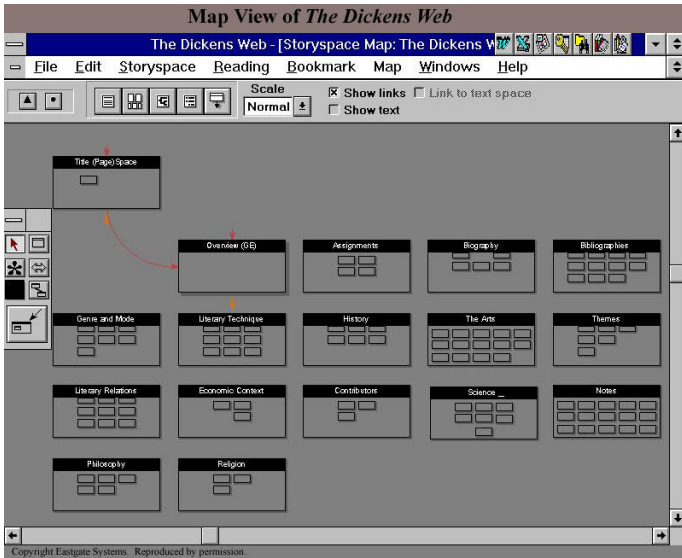 Map View of The Dickens Web
The Dickens Web - [Storyspace Map: The Dickens W
File Edit Storyspace Reading Bookmark Map Windows Help
Scale
Normal
Show links Link to text space
Show text
Title (Page)Space
Overview (GE) Assignments Biography Bibliographies
Genre and Mode Literary Technique History The Arts Themes
Literary Relations Economic Context Contributors Science _ Notes
Philosophy Religion
Copyright Eastgate Systems. Reproduced by permission.